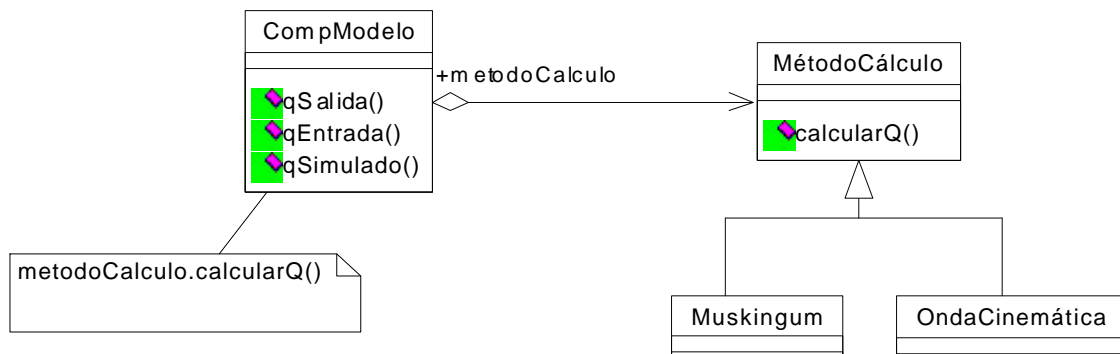 CompModelo
qSalida()
qEntrada()
qSimulado()
+metodoCalculo
MétodoCálculo
calcularQ()
metodoCalculo.calcularQ()
Muskingum
OndaCinemática